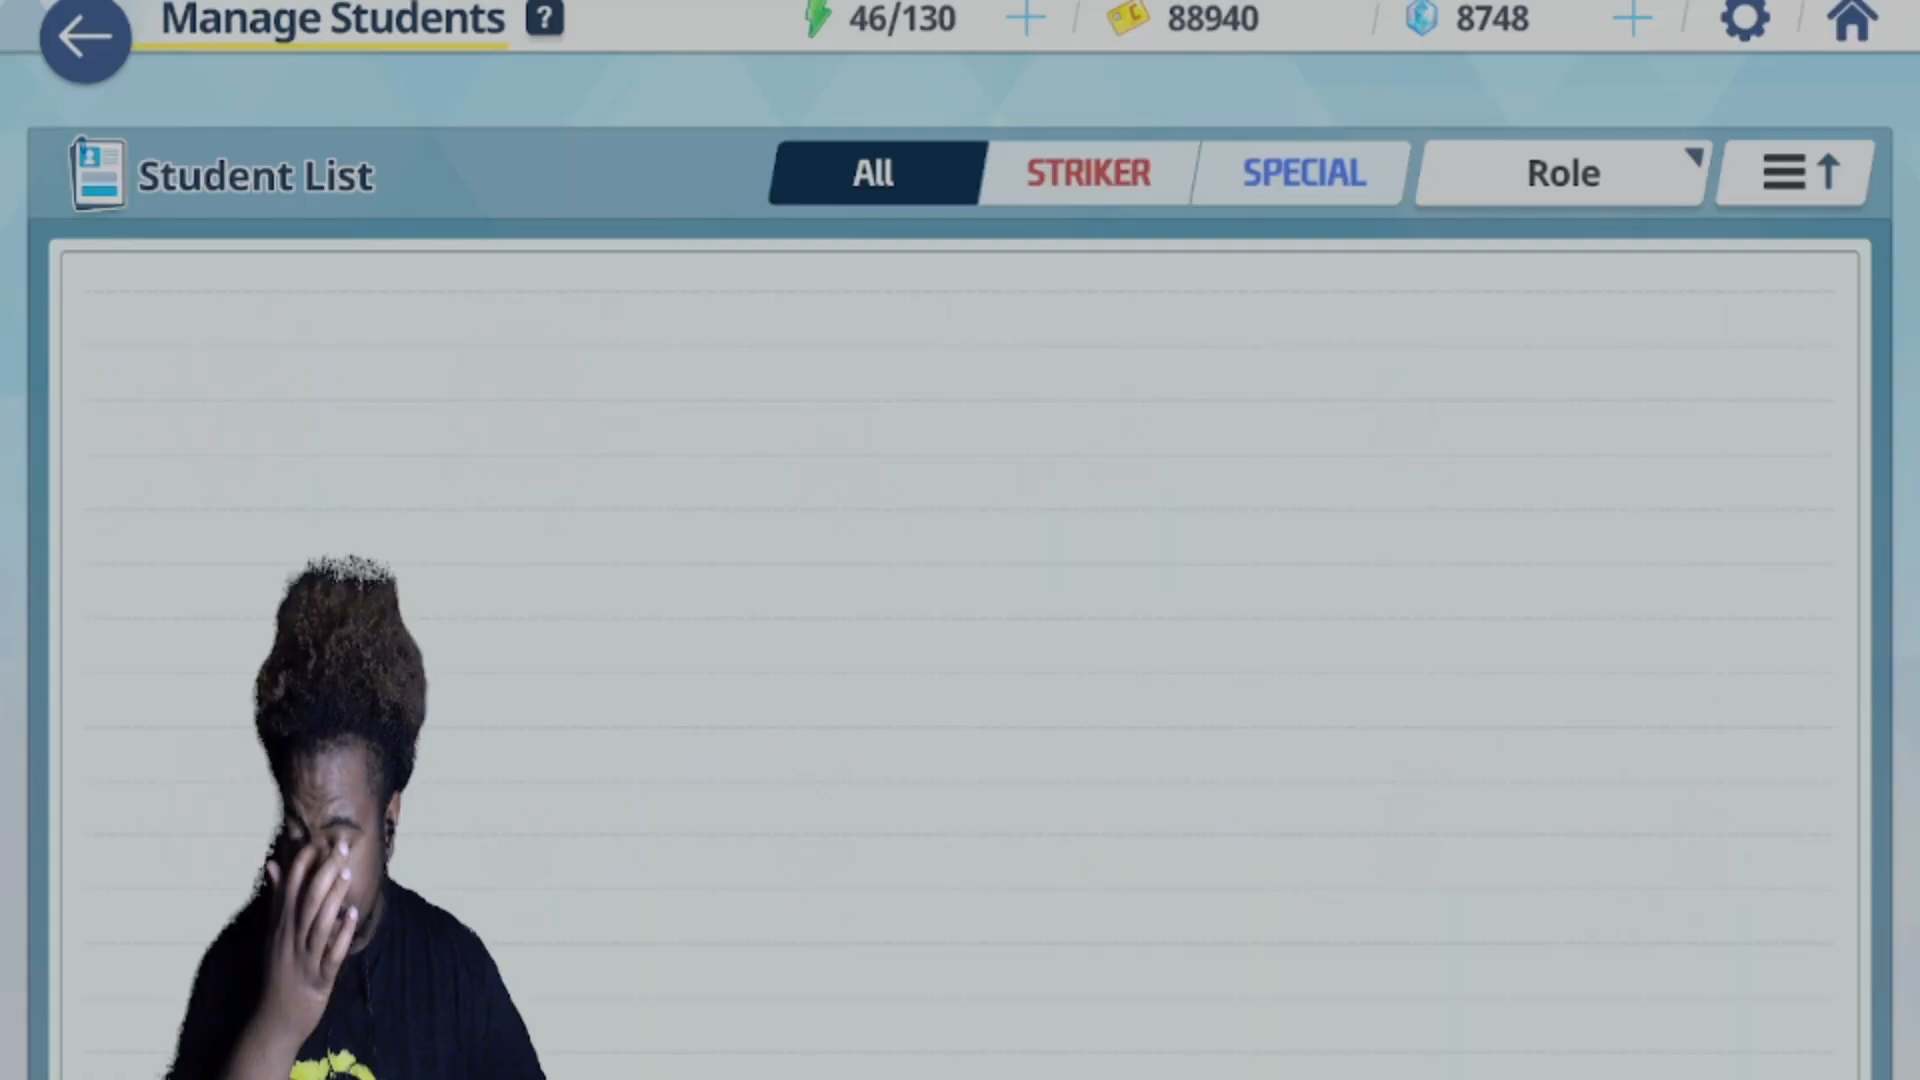 Manage Students ? 46/130 88940 8748
Student List All STRIKER SPECIAL Role